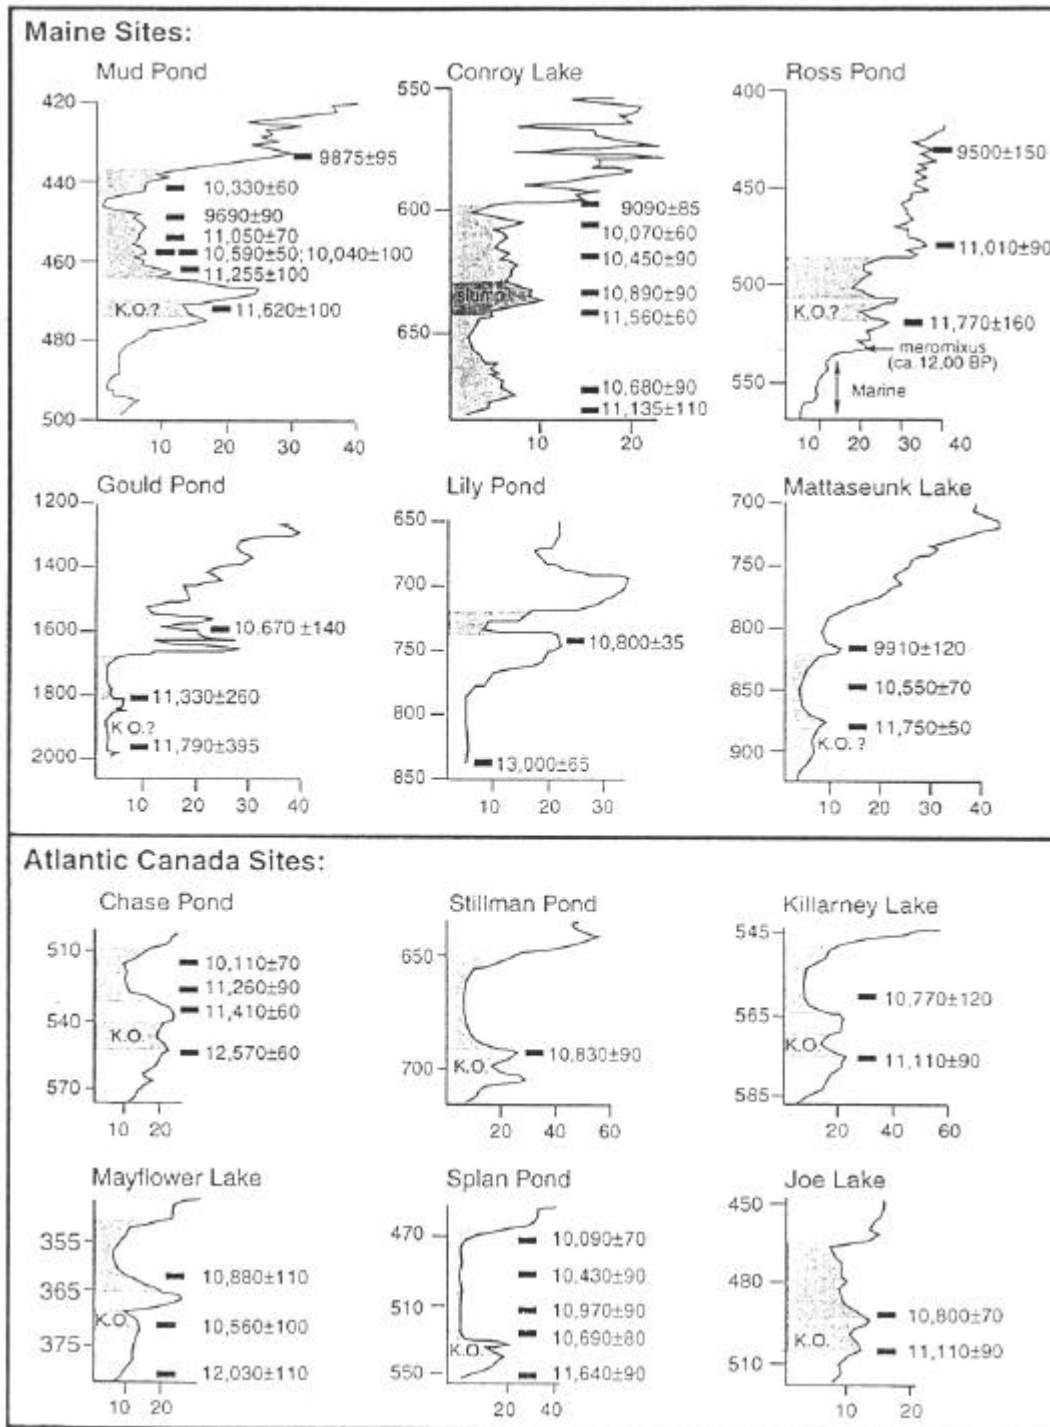 Maine Sites:
Mud Pond
420
440
460
480
500
9875±95
10,330±60
9690±90
11,050±70
10,590±50;10,040±100
11,255±100
K.O.?
11,620±100
10 20 30 40
Conroy Lake
550
600
650
9090±85
10,070±60
10,450±90
slump
10,890±90
11,560±60
10,680±90
11,135±110
10 20
Ross Pond
400
450
500
550
9500±150
11,010±90
K.O.?
11,770±160
meromixus
(ca 12,00 BP)
Marine
10 20 30 40
Gould Pond
1200
1400
1600
1800
2000
10,670 ±140
11,330±260
K.O.?
11,790±395
10 20 30 40
Lily Pond
650
700
750
800
850
10,800±35
13,000±65
10 20 30
Mattaseunk Lake
700
750
800
850
900
9910±120
10,550±70
11,750±50
K.O.?
10 20 30 40
Atlantic Canada Sites:
Chase Pond
510
540
570
10,110±70
11,260±90
11,410±60
K.O.
12,570±60
10 20
Stillman Pond
650
700
10,830±90
K.O.
20 40 60
Killarney Lake
545
565
585
10,770±120
K.O.
11,110±90
20 40 60
Mayflower Lake
355
365
375
10,880±110
K.O.
10,560±100
12,030±110
10 20
Splan Pond
470
510
550
10,090±70
10,430±90
10,970±90
10,690±80
K.O.
11,640±90
20 40
Joe Lake
450
480
510
10,800±70
K.O.
11,110±90
10 20